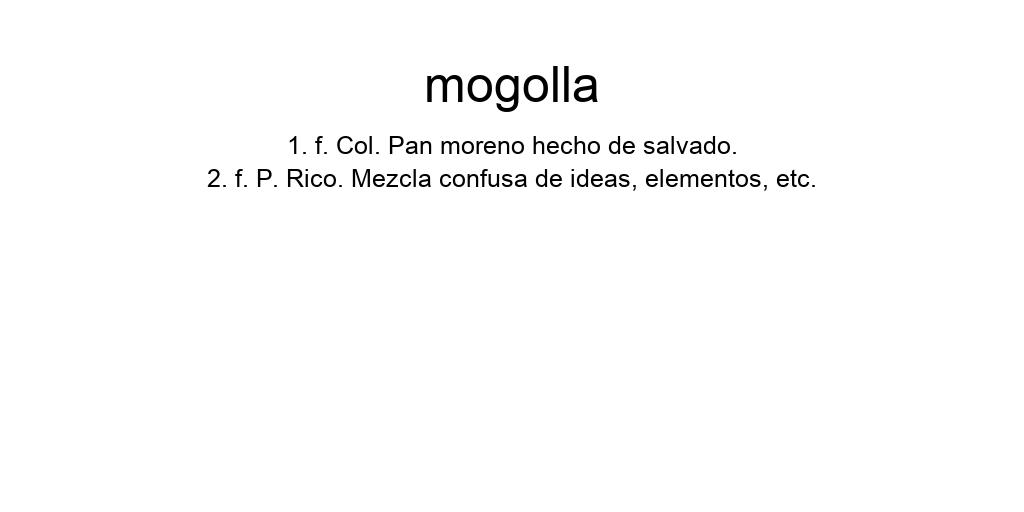 mogolla
1. f. Col. Pan moreno hecho de salvado.
2. f. P. Rico. Mezcla confusa de ideas, elementos, etc.